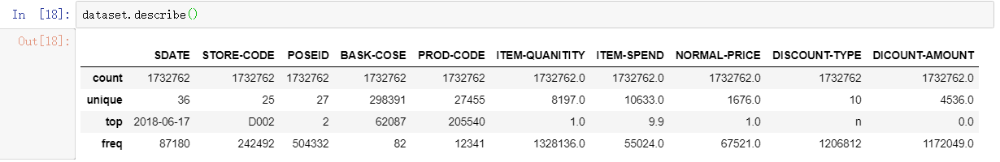 In [18]: dataset.describe()
Out[18]:
SDATE STORE-CODE POSEID BASK-COSE PROD-CODE ITEM-QUANITITY ITEM-SPEND NORMAL-PRICE DISCOUNT-TYPE DICOUNT-AMOUNT
count 1732762 1732762 1732762 1732762 1732762 1732762.0 1732762.0 1732762.0 1732762 1732762.0
unique 36 25 27 298391 27455 8197.0 10633.0 1676.0 10 4536.0
top 2018-06-17 D002 2 62087 205540 1.0 9.9 1.0 n 0.0
freq 87180 242492 504332 82 12341 1328136.0 55024.0 67521.0 1206812 1172049.0